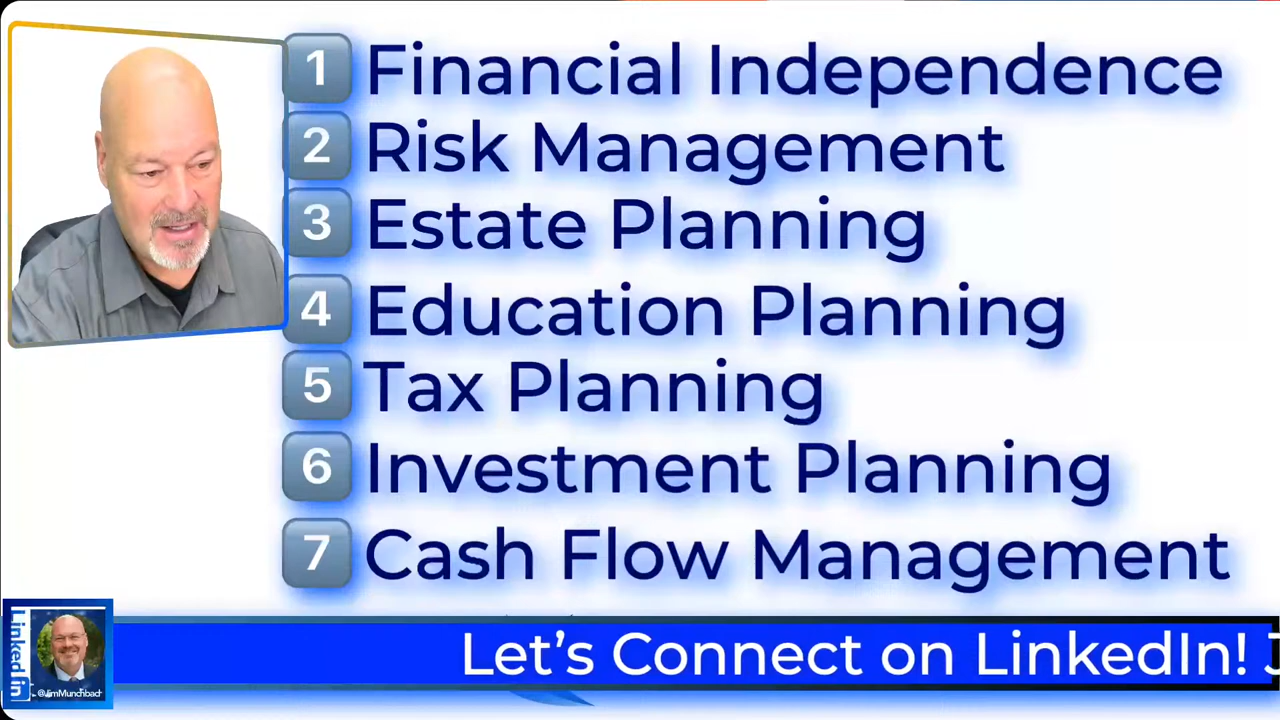 1 Financial Independence
2 Risk Management
3 Estate Planning
4 Education Planning
5 Tax Planning
6 Investment Planning
7 Cash Flow Management
Let's Connect on LinkedIn! J
LinkedIn
@JimMunchbach